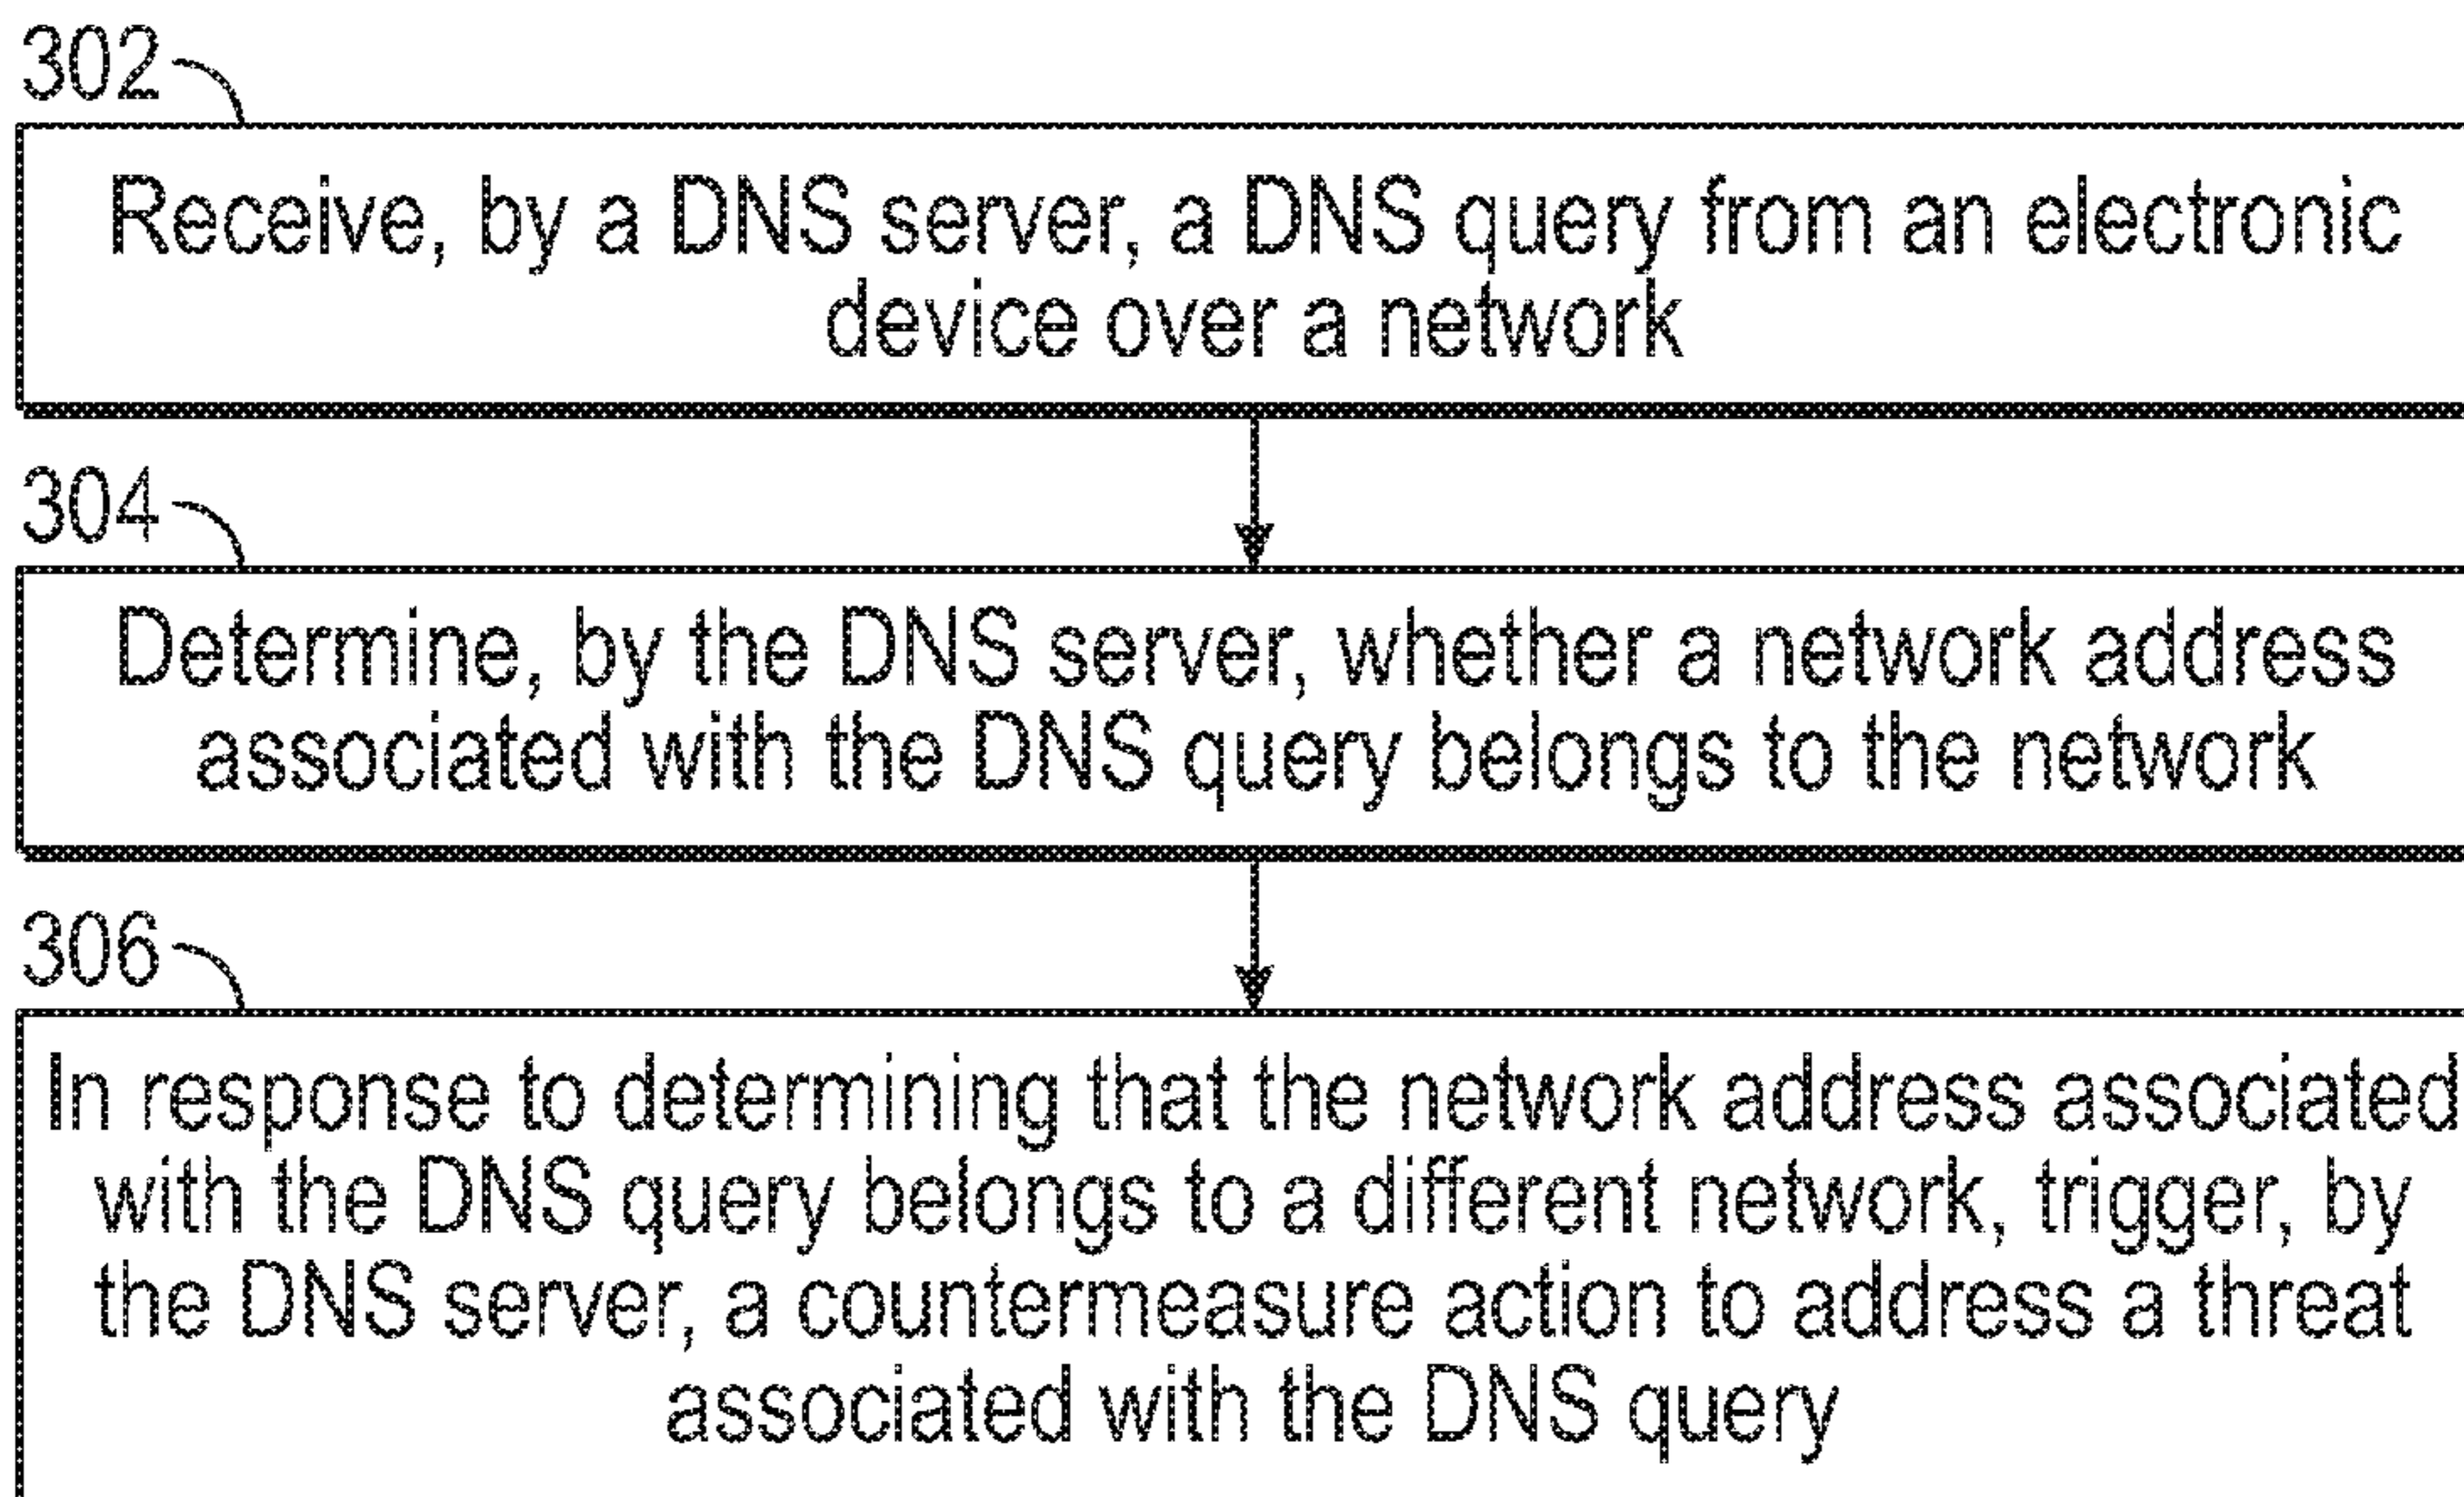 302
Receive, by a DNS server, a DNS query from an electronic
device over a network
304
Determine, by the DNS server, whether a network address
associated with the DNS query belongs to the network
306
In response to determining that the network address associated
with the DNS query belongs to a different network, trigger, by
the DNS server, a countermeasure action to address a threat
associated with the DNS query